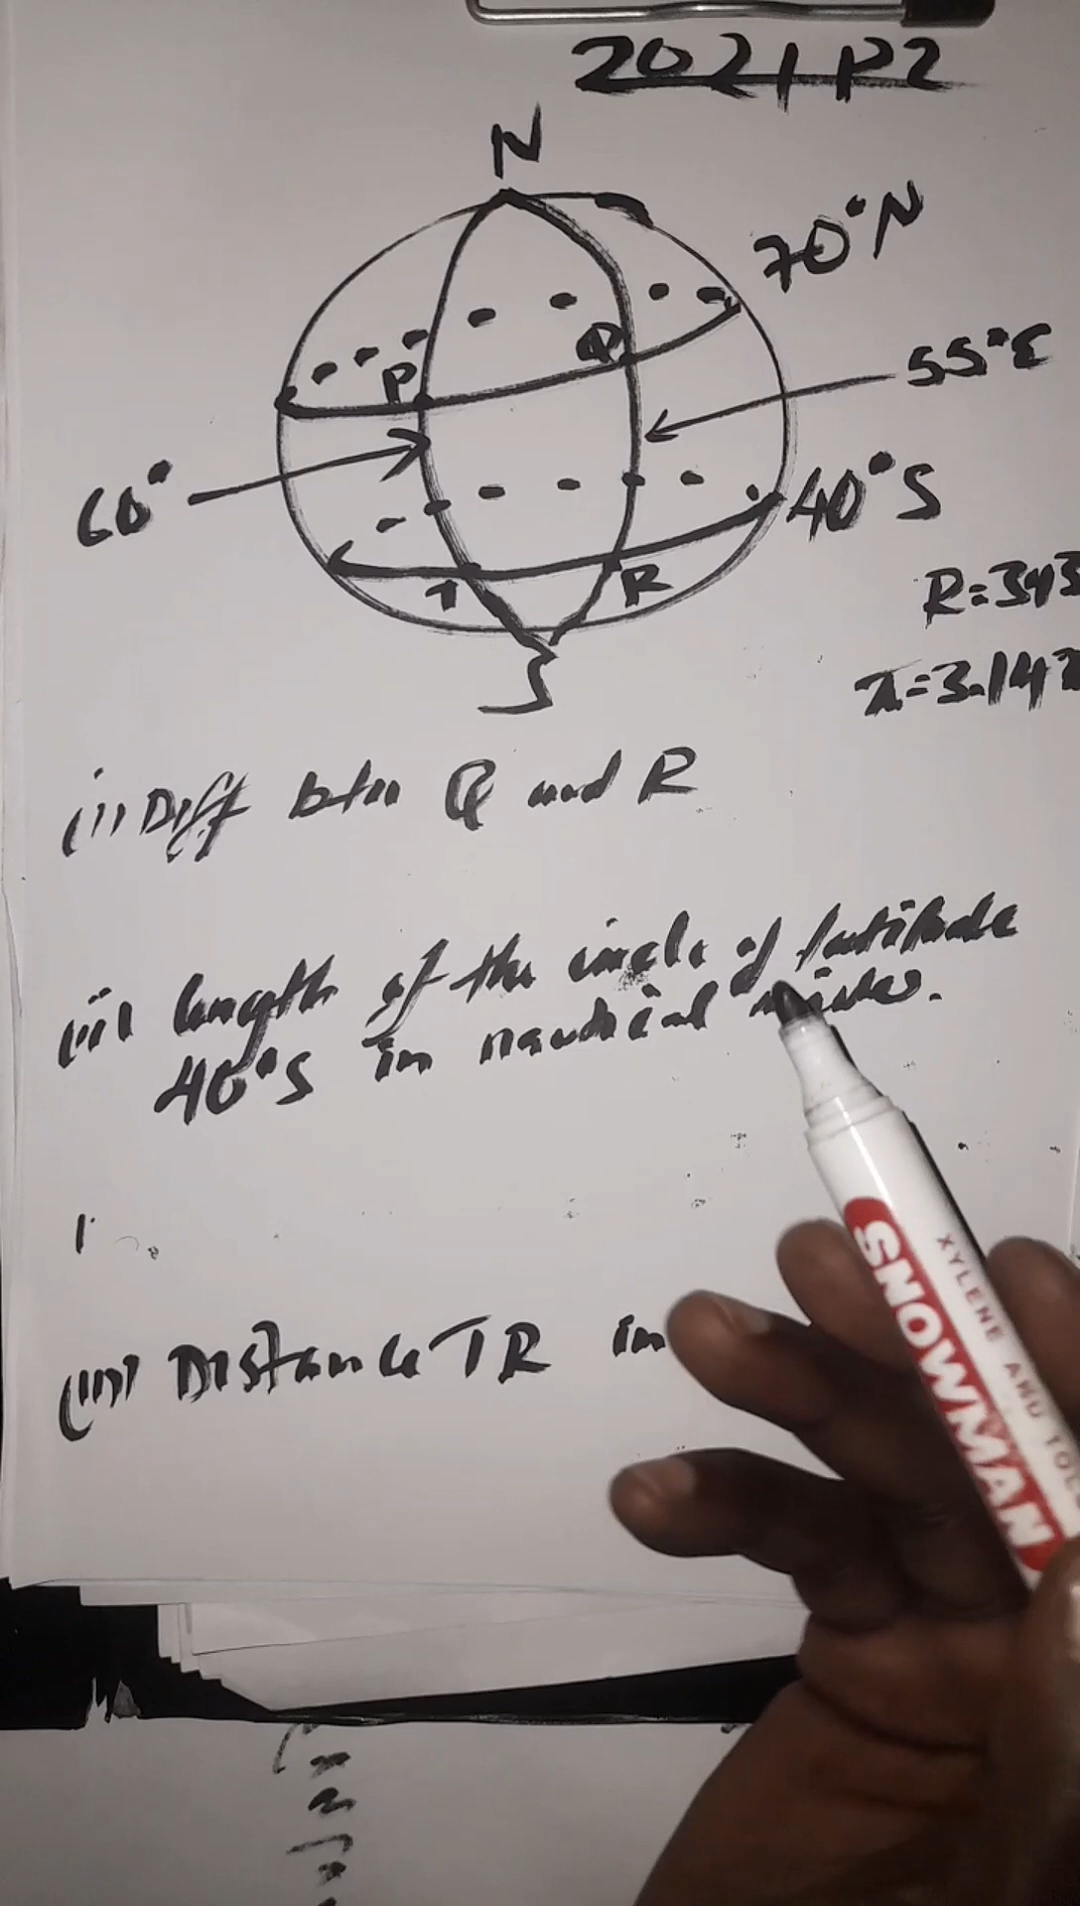 2021 P2
N
70°N
55°E
P
Q
60°
40°S
T
R
R=343
π=3.142
S
(i) Diff btn Q and R
(ii) length of the circle of latitude
40°S in nautical miles.
(iii) Distance TR in
SNOWMAN
XYLENE AND TOL